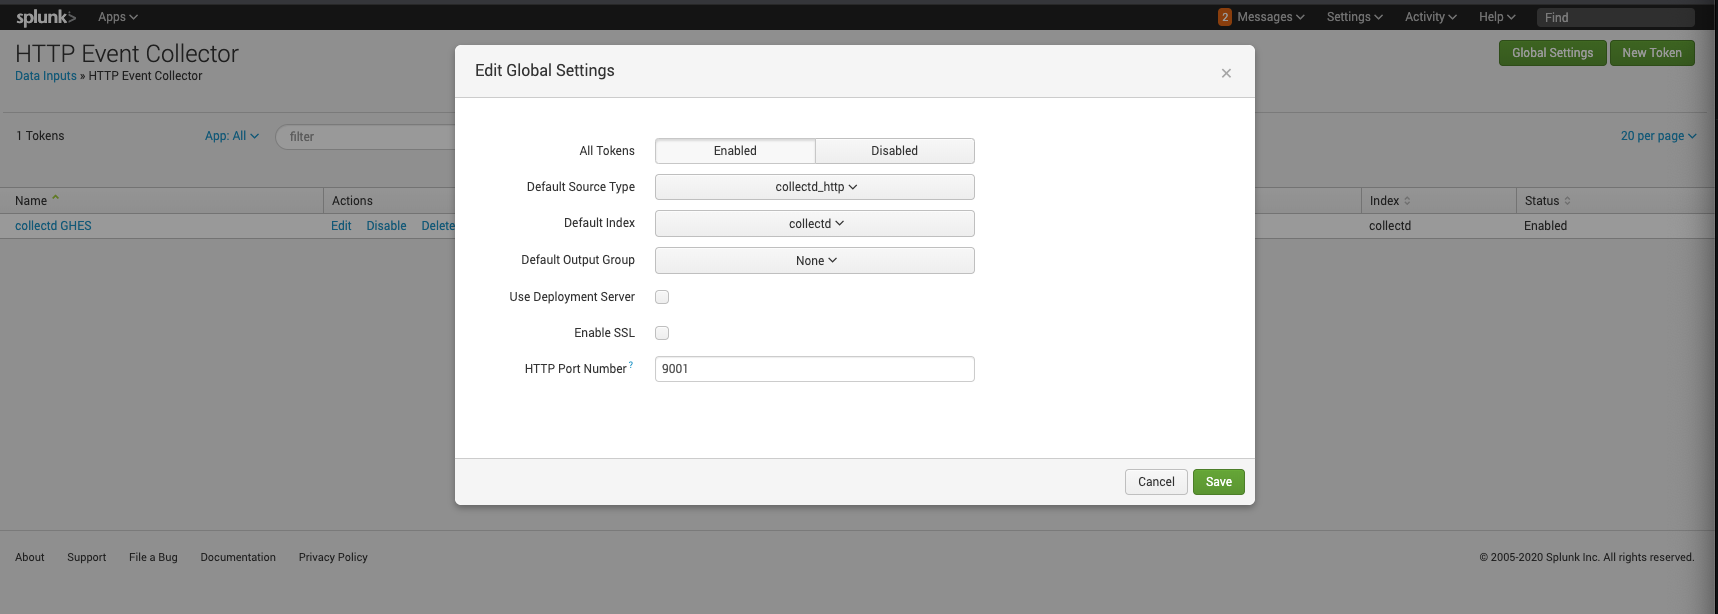 splunk> Apps 2 Messages Settings Activity Help Find
HTTP Event Collector
Data Inputs » HTTP Event Collector
Global Settings New Token
Edit Global Settings ×
1 Tokens App: All filter 20 per page
Name Actions Index Status
collectd GHES Edit Disable Delete collectd Enabled
All Tokens Enabled Disabled
Default Source Type collectd_http
Default Index collectd
Default Output Group None
Use Deployment Server
Enable SSL
HTTP Port Number ? 9001
Cancel Save
About Support File a Bug Documentation Privacy Policy © 2005-2020 Splunk Inc. All rights reserved.